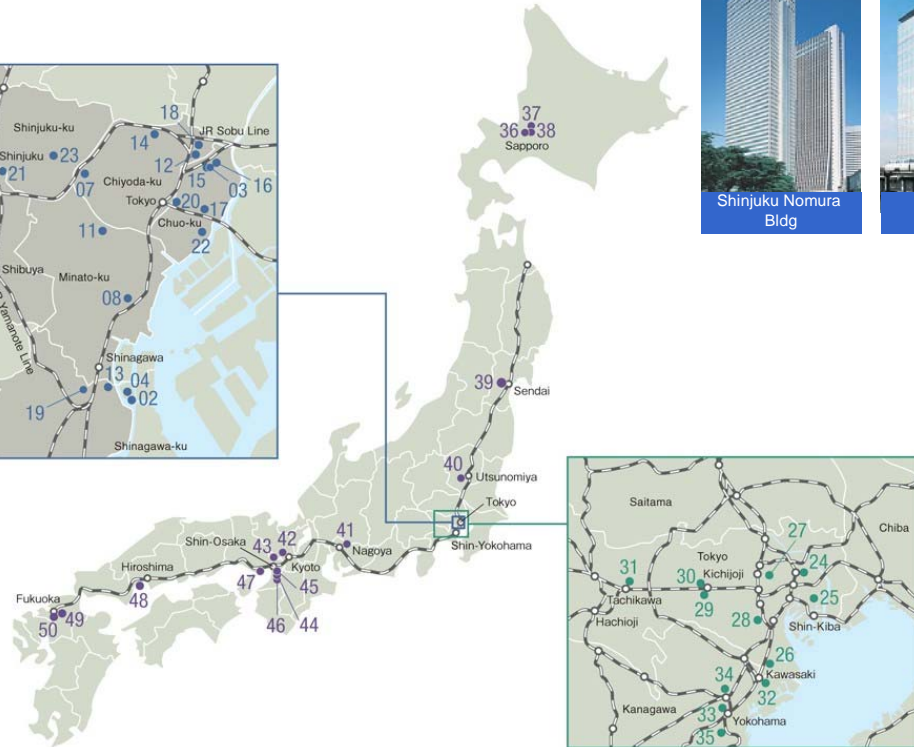 Shinjuku Nomura
Bldg
37
36
38
Sapporo
18
JR Sobu Line
Shinjuku-ku
14
12
Shinjuku
23
21
07
15
03
16
Chiyoda-ku
Tokyo
20
17
11
Chuo-ku
22
Shibuya
Minato-ku
08
Yamanote Line
Shinagawa
13
04
02
19
Shinagawa-ku
39
Sendai
40
Utsunomiya
Tokyo
Shin-Yokohama
41
Nagoya
42
43
Shin-Osaka
Kyoto
47
45
46
44
Hiroshima
48
Fukuoka
49
50
Saitama
Chiba
27
Tokyo
24
31
30
Kichijoji
29
25
Tachikawa
Hachioji
28
Shin-Kiba
26
Kawasaki
34
32
Kanagawa
33
Yokohama
35